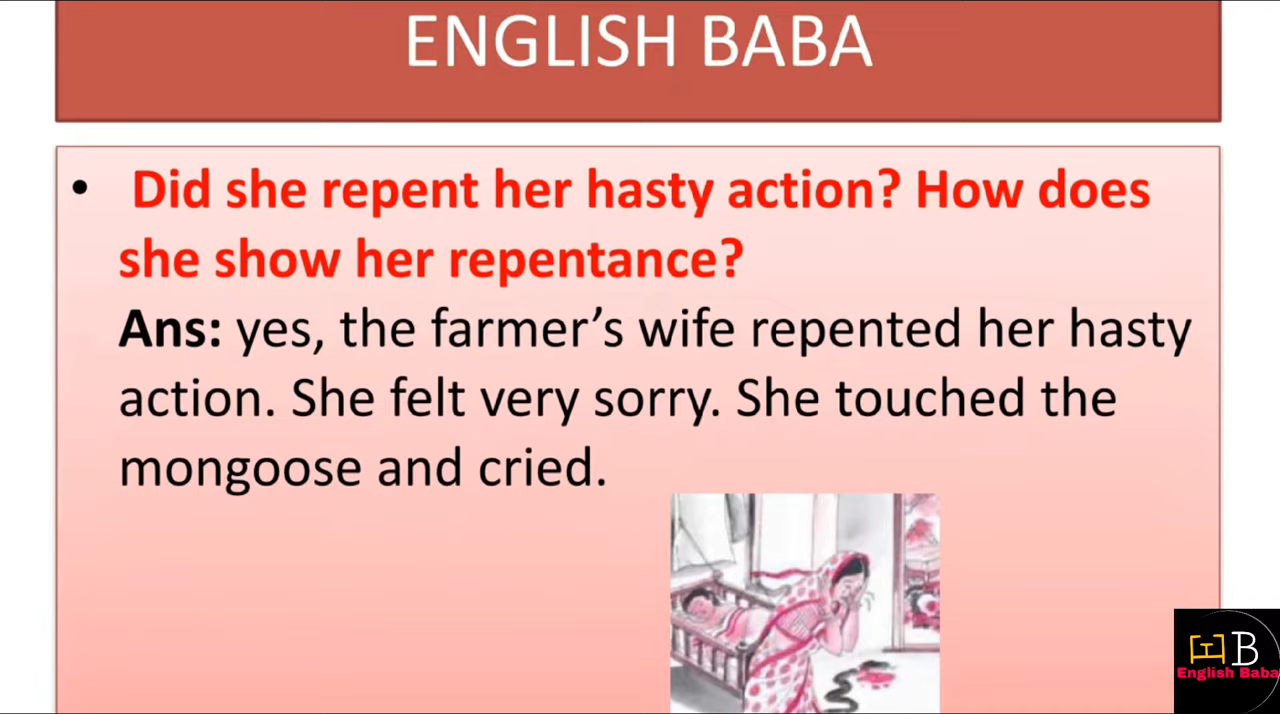 ENGLISH BABA
• Did she repent her hasty action? How does
she show her repentance?
Ans: yes, the farmer’s wife repented her hasty
action. She felt very sorry. She touched the
mongoose and cried.
B
English Baba